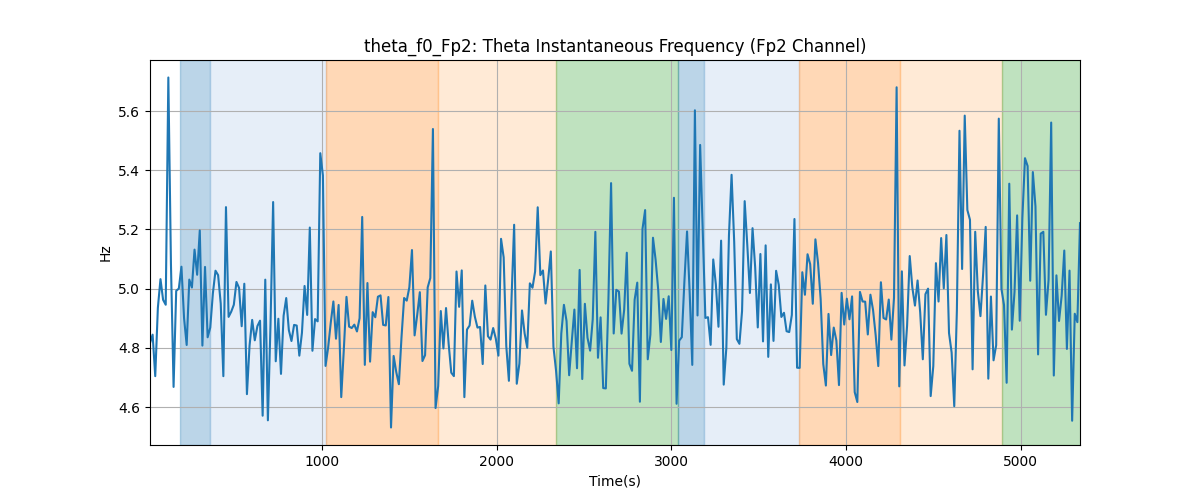 theta_f0_Fp2: Theta Instantaneous Frequency (Fp2 Channel)
Hz
5.6
5.4
5.2
5.0
4.8
4.6
1000 2000 3000 4000 5000
Time(s)